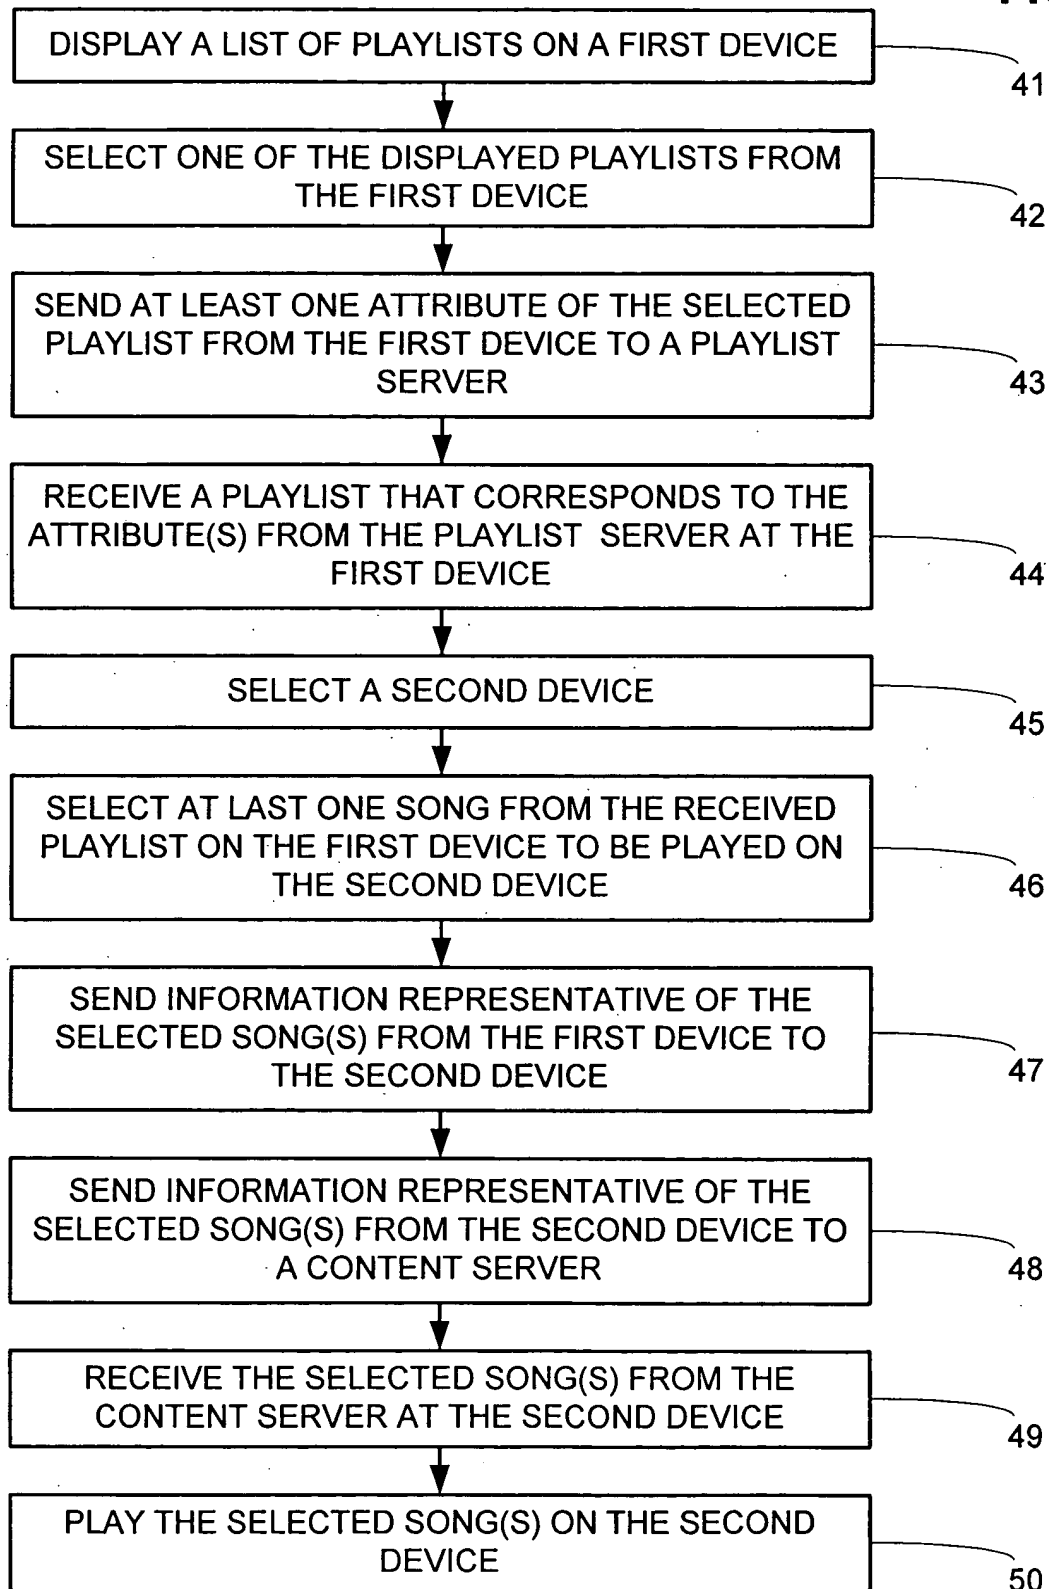 DISPLAY A LIST OF PLAYLISTS ON A FIRST DEVICE
41
SELECT ONE OF THE DISPLAYED PLAYLISTS FROM
THE FIRST DEVICE
42
SEND AT LEAST ONE ATTRIBUTE OF THE SELECTED
PLAYLIST FROM THE FIRST DEVICE TO A PLAYLIST
SERVER
43
RECEIVE A PLAYLIST THAT CORRESPONDS TO THE
ATTRIBUTE(S) FROM THE PLAYLIST SERVER AT THE
FIRST DEVICE
44
SELECT A SECOND DEVICE
45
SELECT AT LAST ONE SONG FROM THE RECEIVED
PLAYLIST ON THE FIRST DEVICE TO BE PLAYED ON
THE SECOND DEVICE
46
SEND INFORMATION REPRESENTATIVE OF THE
SELECTED SONG(S) FROM THE FIRST DEVICE TO
THE SECOND DEVICE
47
SEND INFORMATION REPRESENTATIVE OF THE
SELECTED SONG(S) FROM THE SECOND DEVICE TO
A CONTENT SERVER
48
RECEIVE THE SELECTED SONG(S) FROM THE
CONTENT SERVER AT THE SECOND DEVICE
49
PLAY THE SELECTED SONG(S) ON THE SECOND
DEVICE
50